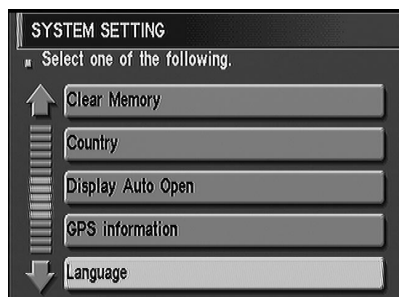 SYSTEM SETTING
Select one of the following.
Clear Memory
Country
Display Auto Open
GPS information
Language